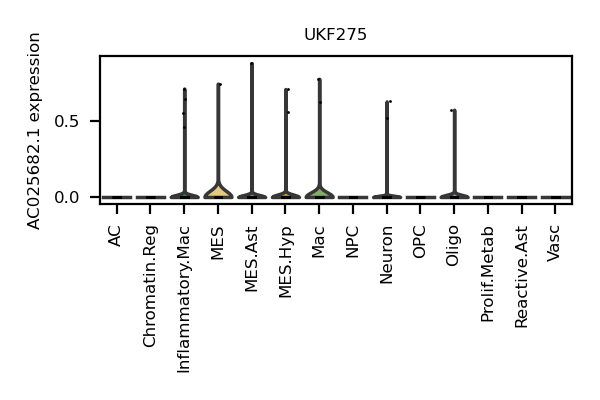 UKF275
AC025682.1 expression
0.5
0.0
AC
Chromatin.Reg
Inflammatory.Mac
MES
MES.Ast
MES.Hyp
Mac
NPC
Neuron
OPC
Oligo
Prolif.Metab
Reactive.Ast
Vasc